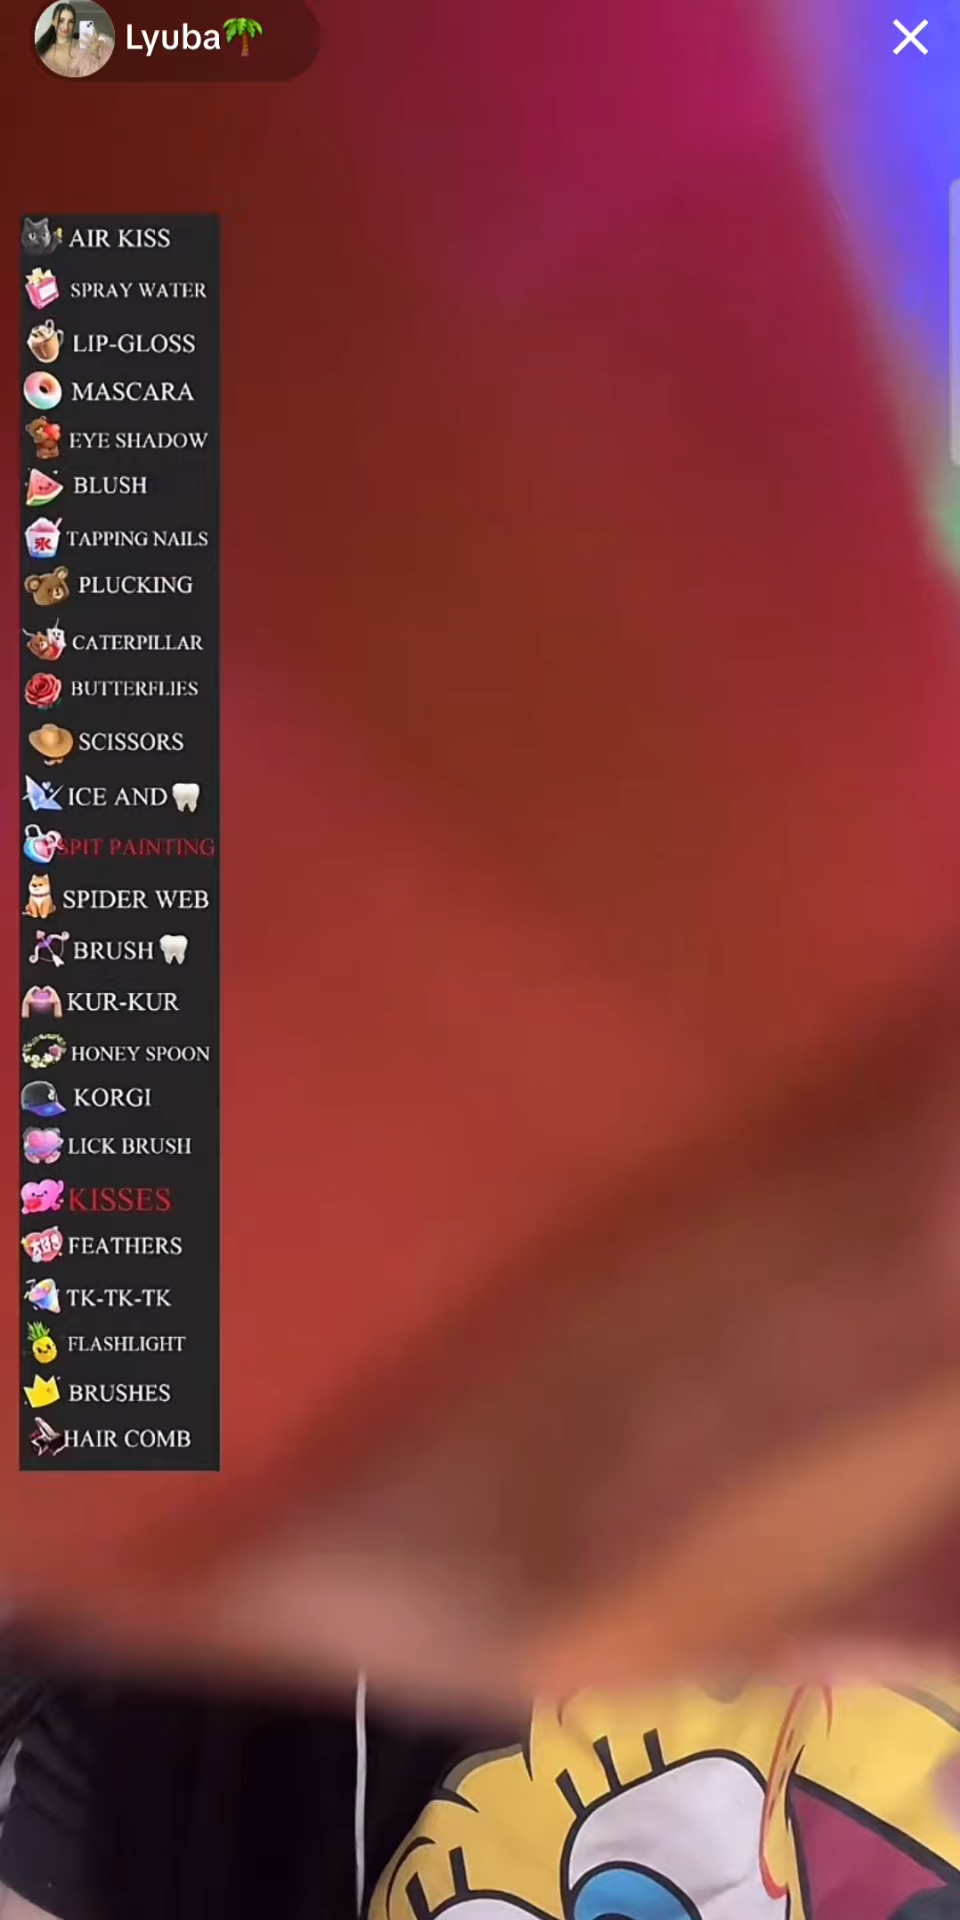 Lyuba🌴
AIR KISS
SPRAY WATER
LIP-GLOSS
MASCARA
EYE SHADOW
BLUSH
TAPPING NAILS
PLUCKING
CATERPILLAR
BUTTERFLIES
SCISSORS
ICE AND🦷
SPIT PAINTING
SPIDER WEB
BRUSH🦷
KUR-KUR
HONEY SPOON
KORGI
LICK BRUSH
KISSES
FEATHERS
TK-TK-TK
FLASHLIGHT
BRUSHES
HAIR COMB